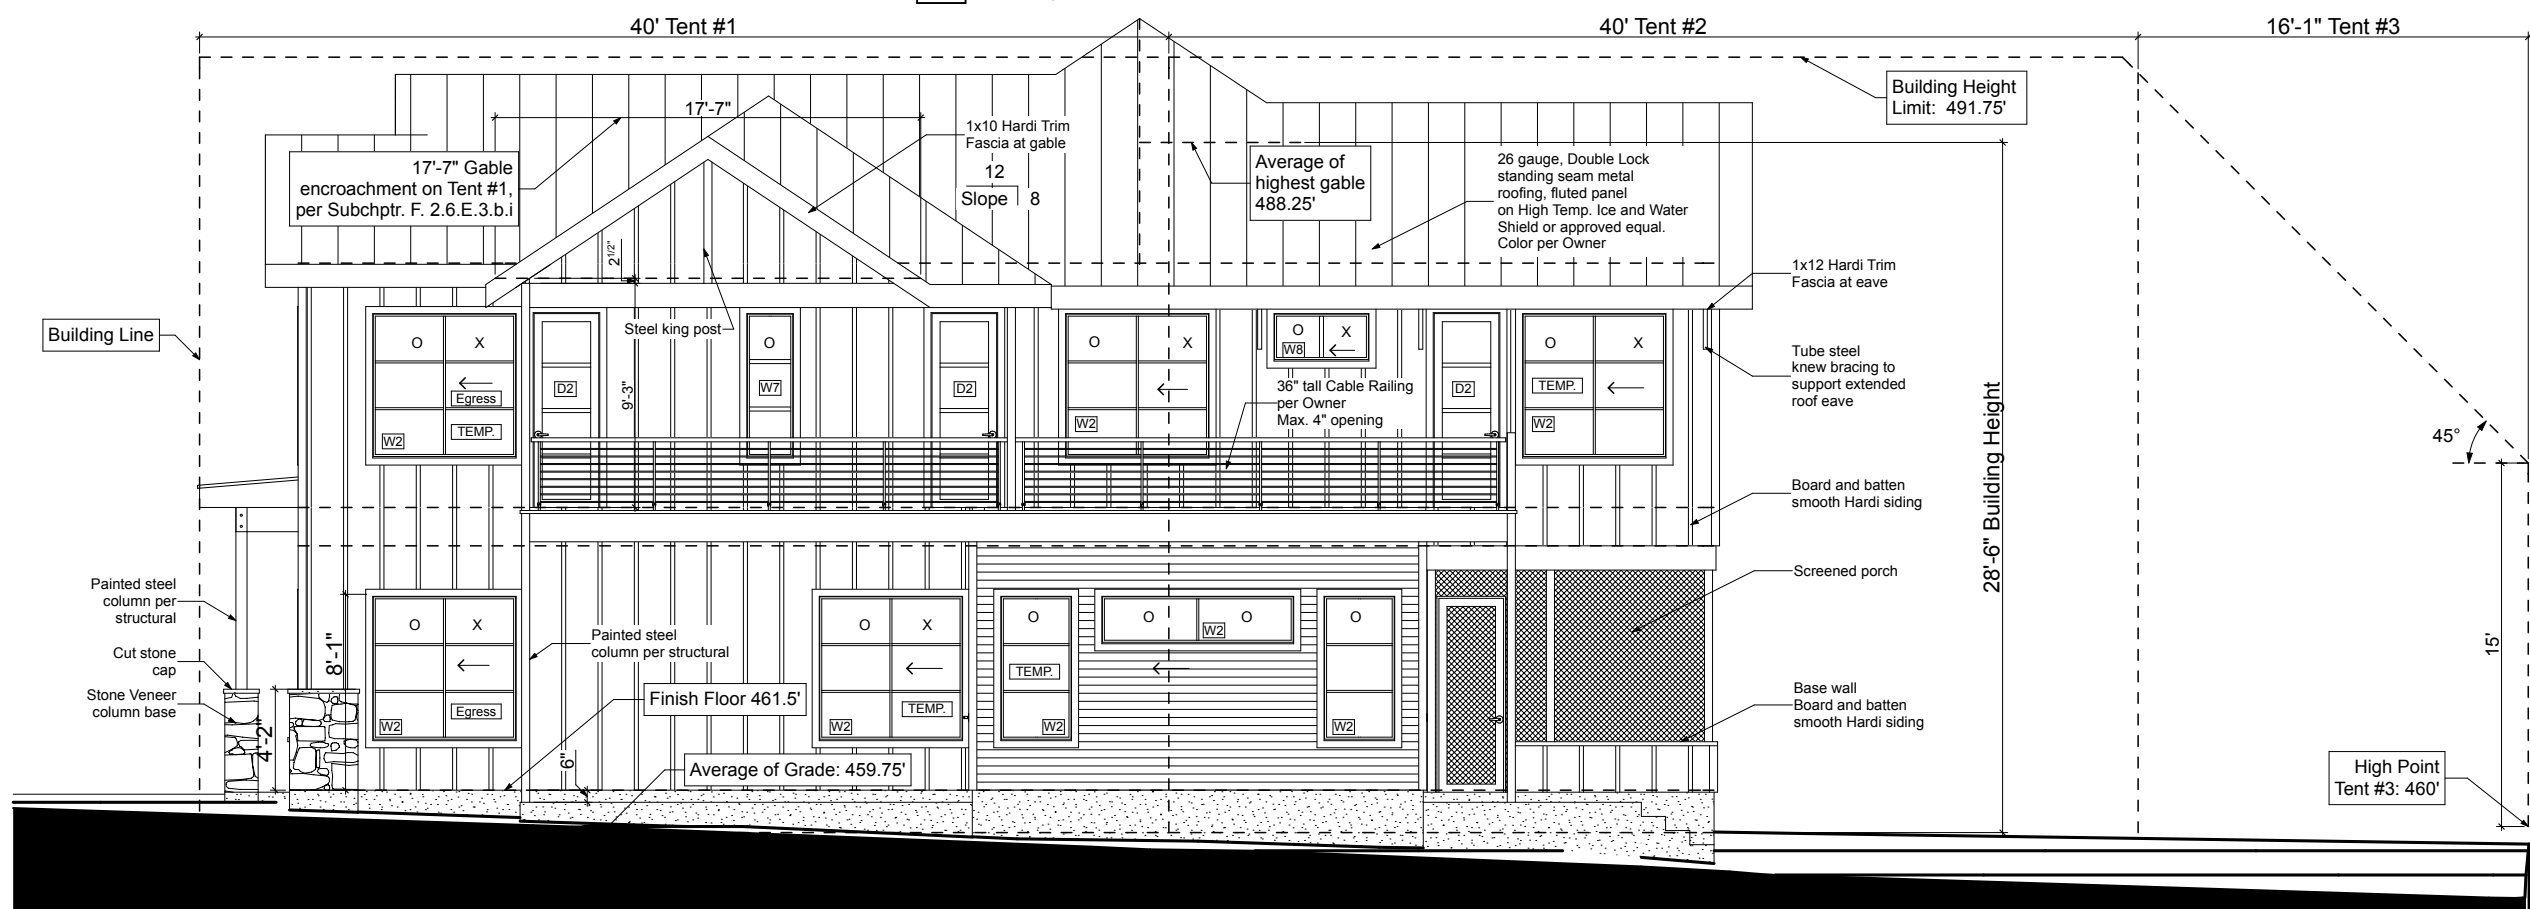 40' Tent #1
40' Tent #2
16'-1" Tent #3
Building Height
Limit: 491.75'
17'-7"
1x10 Hardi Trim
Fascia at gable
12
Slope
8
17'-7" Gable
encroachment on Tent #1,
per Subchptr. F. 2.6.E.3.b.i
Average of
highest gable
488.25'
26 gauge, Double Lock
standing seam metal
roofing, fluted panel
on High Temp. Ice and Water
Shield or approved equal.
Color per Owner
2 1/2"
1x12 Hardi Trim
Fascia at eave
Building Line
Steel king post
O
X
Egress
TEMP.
W2
D2
9'-3"
O
W7
D2
O
X
W2
O
X
W8
36" tall Cable Railing
per Owner
Max. 4" opening
D2
O
X
TEMP.
W2
Tube steel
knew bracing to
support extended
roof eave
28'-6" Building Height
45°
Board and batten
smooth Hardi siding
Painted steel
column per
structural
Cut stone
cap
Stone Veneer
column base
8'-1"
4'-2"
O
X
Egress
W2
Painted steel
column per structural
Finish Floor 461.5'
Average of Grade: 459.75'
6"
O
X
TEMP.
W2
O
TEMP.
W2
O
W2
O
O
W2
Screened porch
Base wall
Board and batten
smooth Hardi siding
15'
High Point
Tent #3: 460'